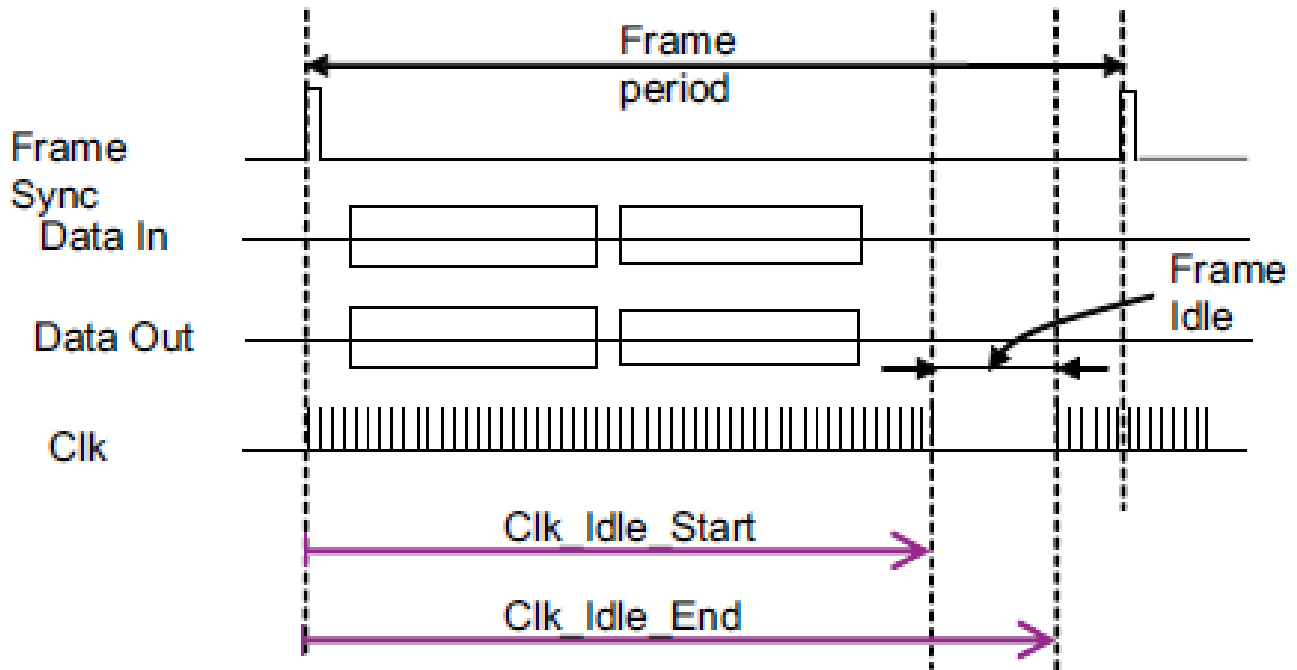 Frame
period
Frame
Sync
Data In
Frame
Idle
Data Out
Clk
Clk_Idle_Start
Clk_Idle_End